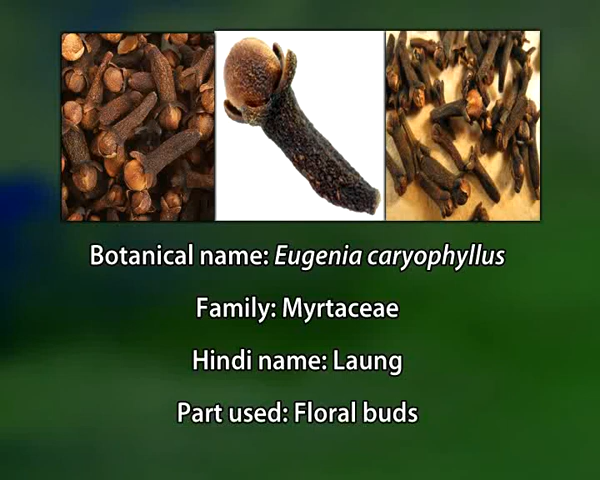 Botanical name: Eugenia caryophyllus
Family: Myrtaceae
Hindi name: Laung
Part used: Floral buds